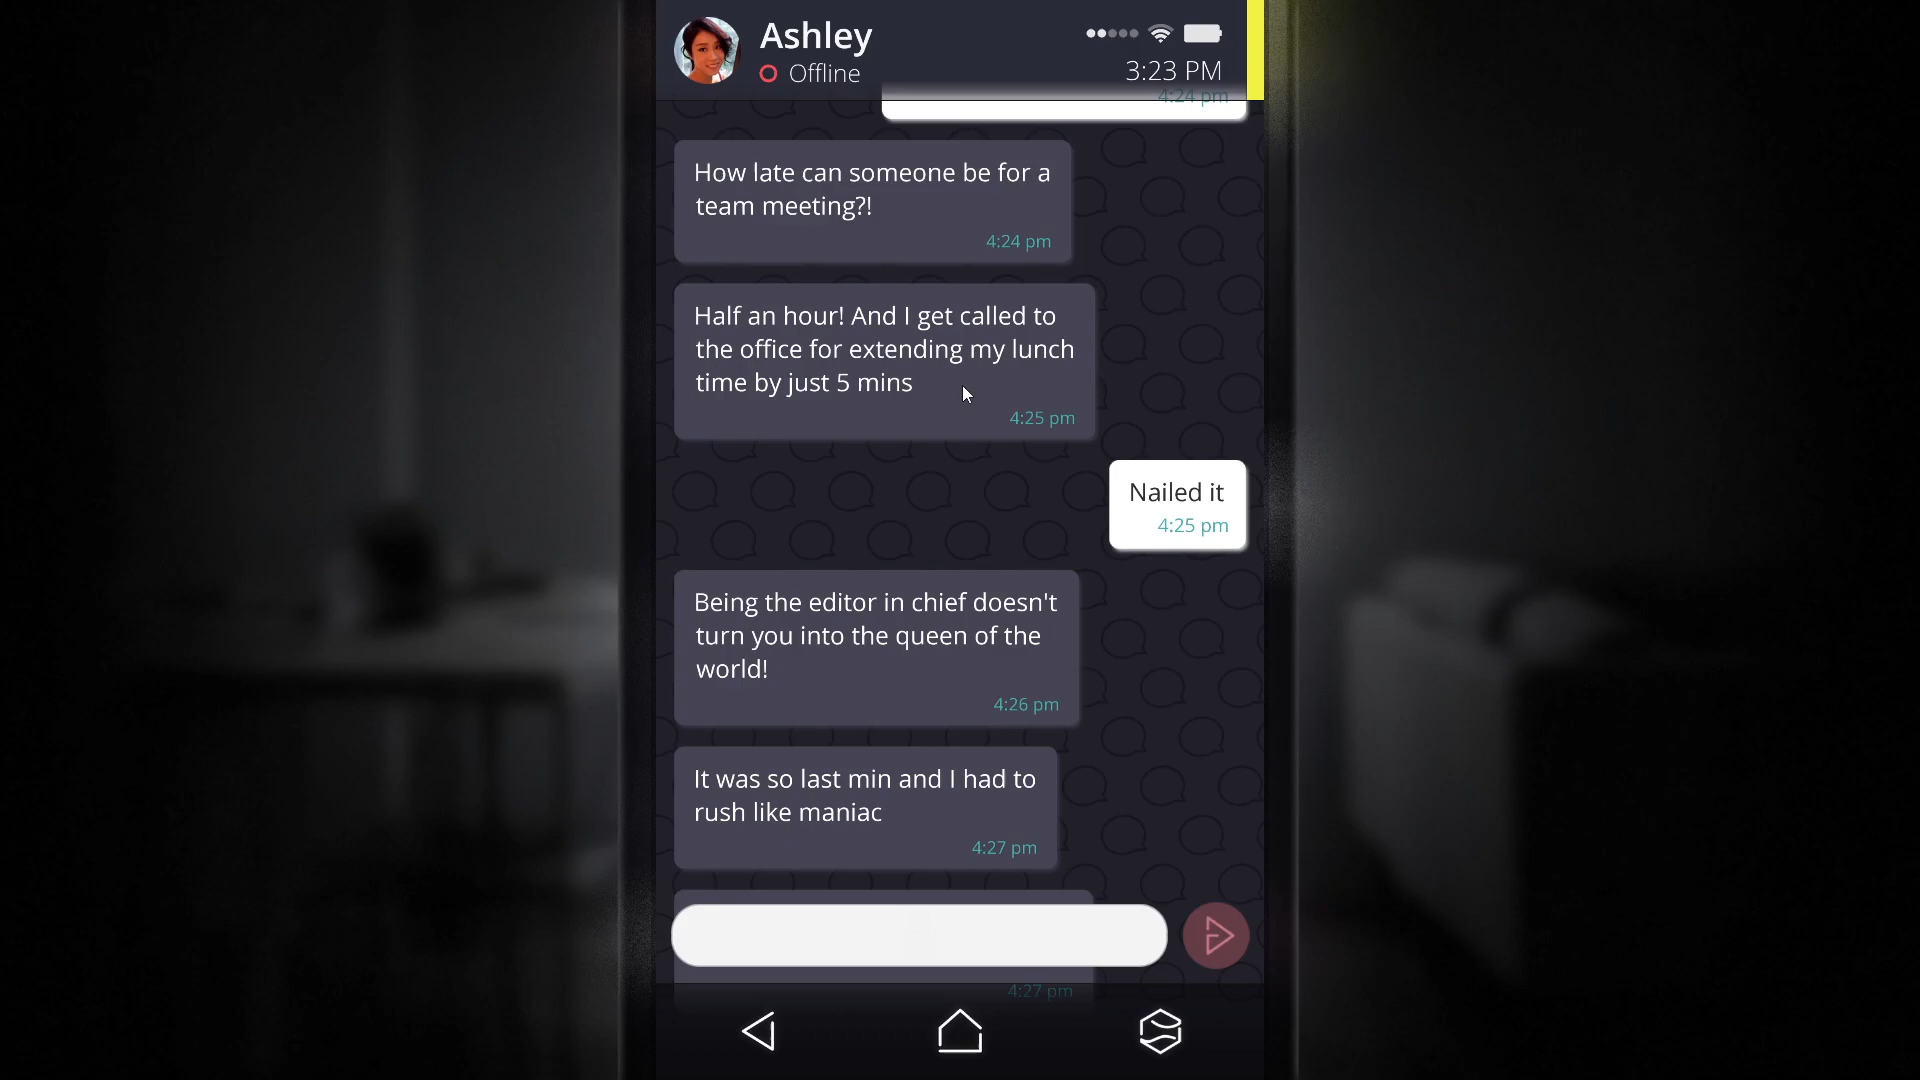 Ashley
Offline
3:23 PM
4:24 pm
How late can someone be for a
team meeting?!
4:24 pm
Half an hour! And I get called to
the office for extending my lunch
time by just 5 mins
4:25 pm
Nailed it
4:25 pm
Being the editor in chief doesn't
turn you into the queen of the
world!
4:26 pm
It was so last min and I had to
rush like maniac
4:27 pm
4:27 pm